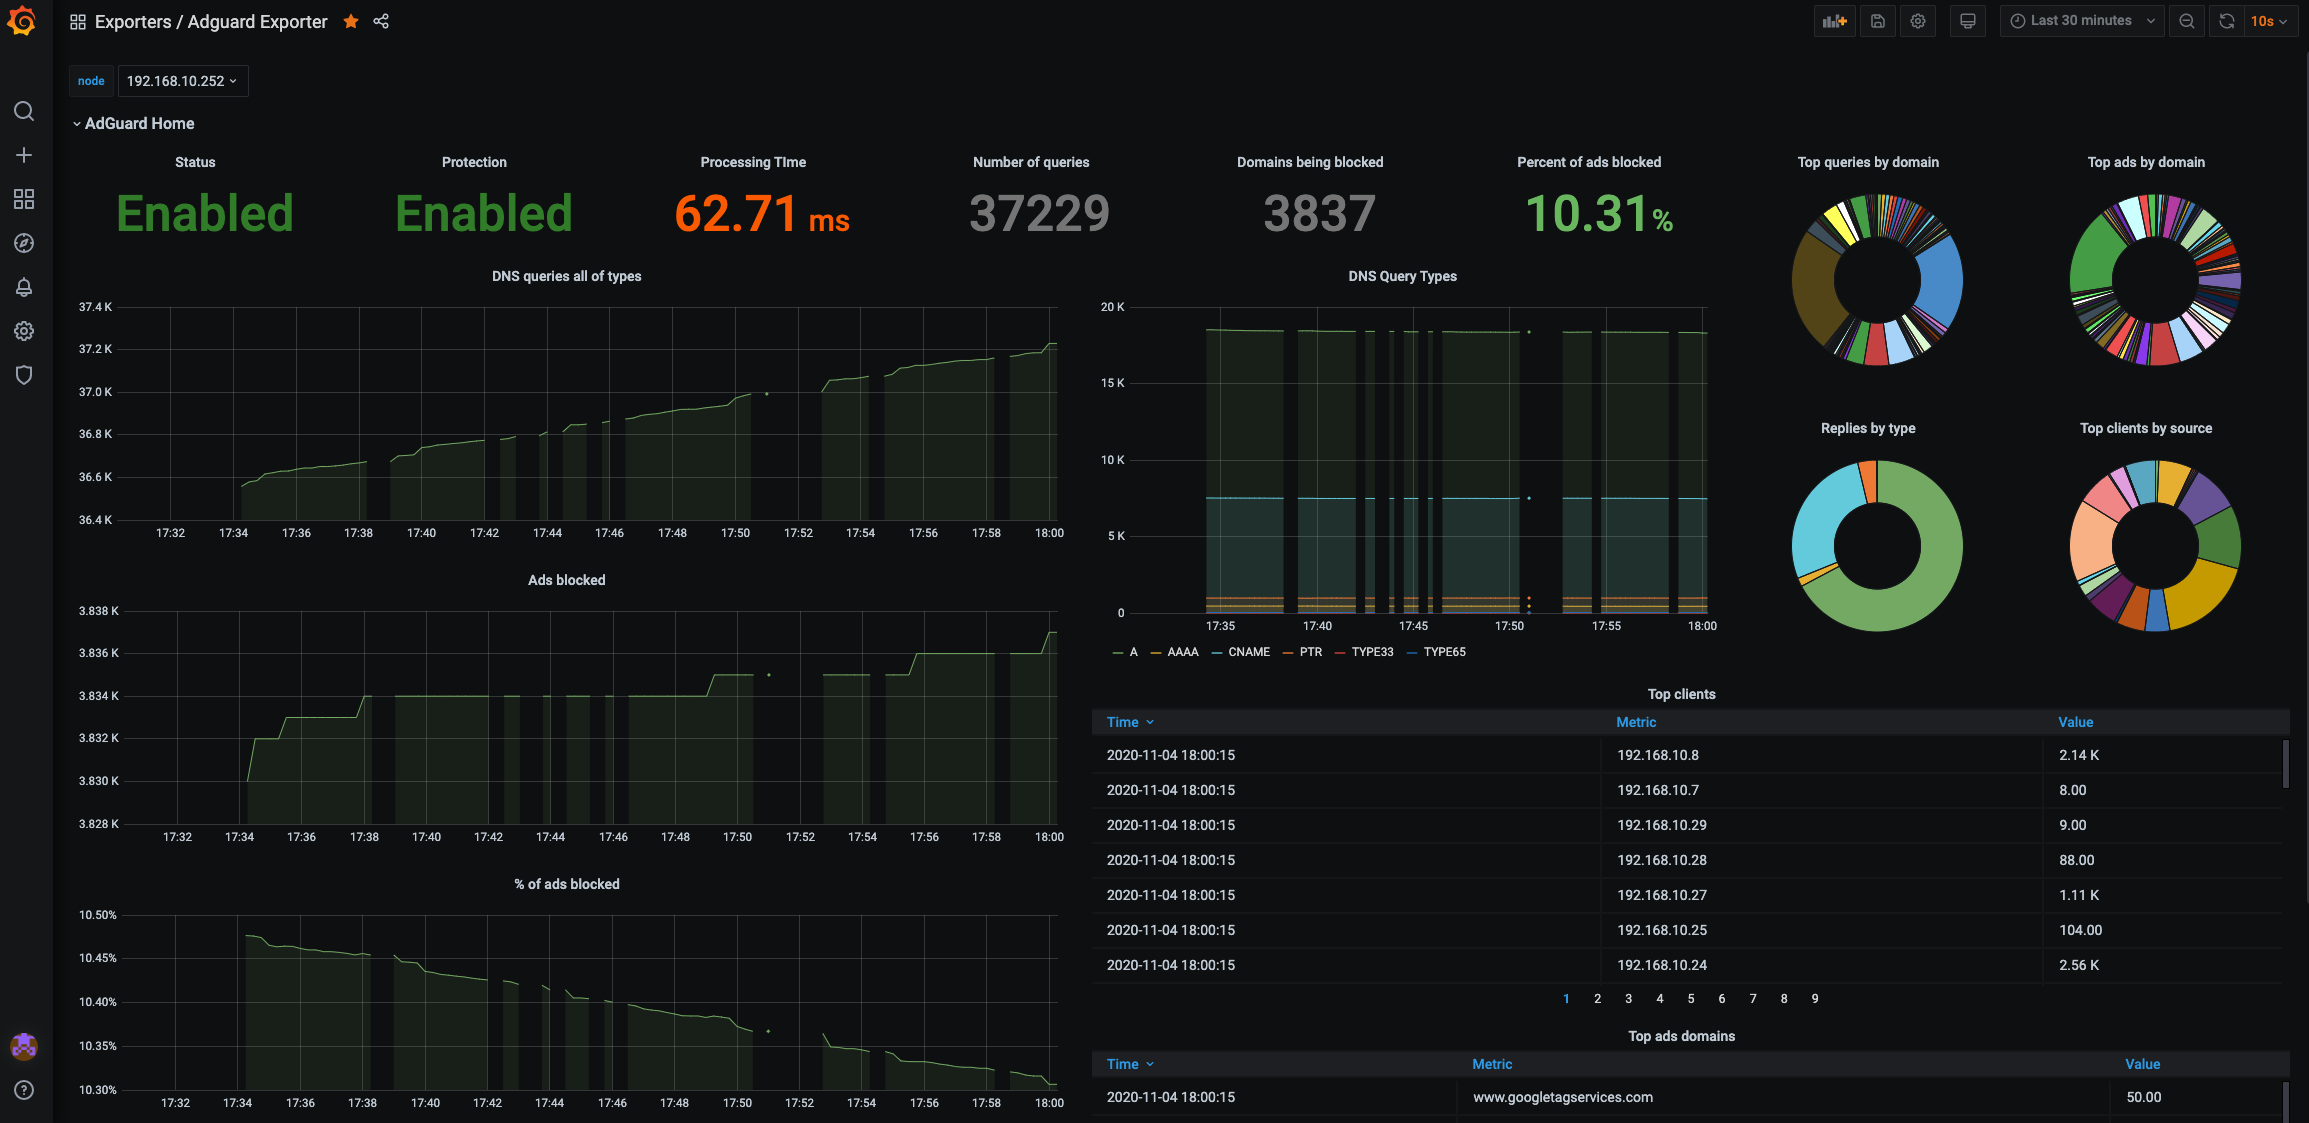 Exporters / Adguard Exporter
Last 30 minutes
10s
node 192.168.10.252
AdGuard Home
Status
Enabled
Protection
Enabled
Processing TIme
62.71 ms
Number of queries
37229
Domains being blocked
3837
Percent of ads blocked
10.31%
Top queries by domain
Top ads by domain
DNS queries all of types
37.4 K
37.2 K
37.0 K
36.8 K
36.6 K
36.4 K
17:32 17:34 17:36 17:38 17:40 17:42 17:44 17:46 17:48 17:50 17:52 17:54 17:56 17:58 18:00
DNS Query Types
20 K
15 K
10 K
5 K
0
17:35 17:40 17:45 17:50 17:55 18:00
A AAAA CNAME PTR TYPE33 TYPE65
Replies by type
Top clients by source
Ads blocked
3.838 K
3.836 K
3.834 K
3.832 K
3.830 K
3.828 K
17:32 17:34 17:36 17:38 17:40 17:42 17:44 17:46 17:48 17:50 17:52 17:54 17:56 17:58 18:00
Top clients
Time Metric Value
2020-11-04 18:00:15 192.168.10.8 2.14 K
2020-11-04 18:00:15 192.168.10.7 8.00
2020-11-04 18:00:15 192.168.10.29 9.00
2020-11-04 18:00:15 192.168.10.28 88.00
2020-11-04 18:00:15 192.168.10.27 1.11 K
2020-11-04 18:00:15 192.168.10.25 104.00
2020-11-04 18:00:15 192.168.10.24 2.56 K
1 2 3 4 5 6 7 8 9
% of ads blocked
10.50%
10.45%
10.40%
10.35%
10.30%
17:32 17:34 17:36 17:38 17:40 17:42 17:44 17:46 17:48 17:50 17:52 17:54 17:56 17:58 18:00
Top ads domains
Time Metric Value
2020-11-04 18:00:15 www.googletagservices.com 50.00